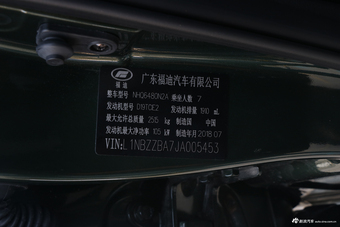 福迪
广东福迪汽车有限公司
整车型号 NHQ6480N2A 乘坐人数 7
发动机型号 D19TCIE2 发动机排量 1910 mL
最大允许总质量 2515 kg 制造国 中国
发动机最大净功率 105 kW 制造年月 2018.07
VIN:L1NBZZBA7JA005453